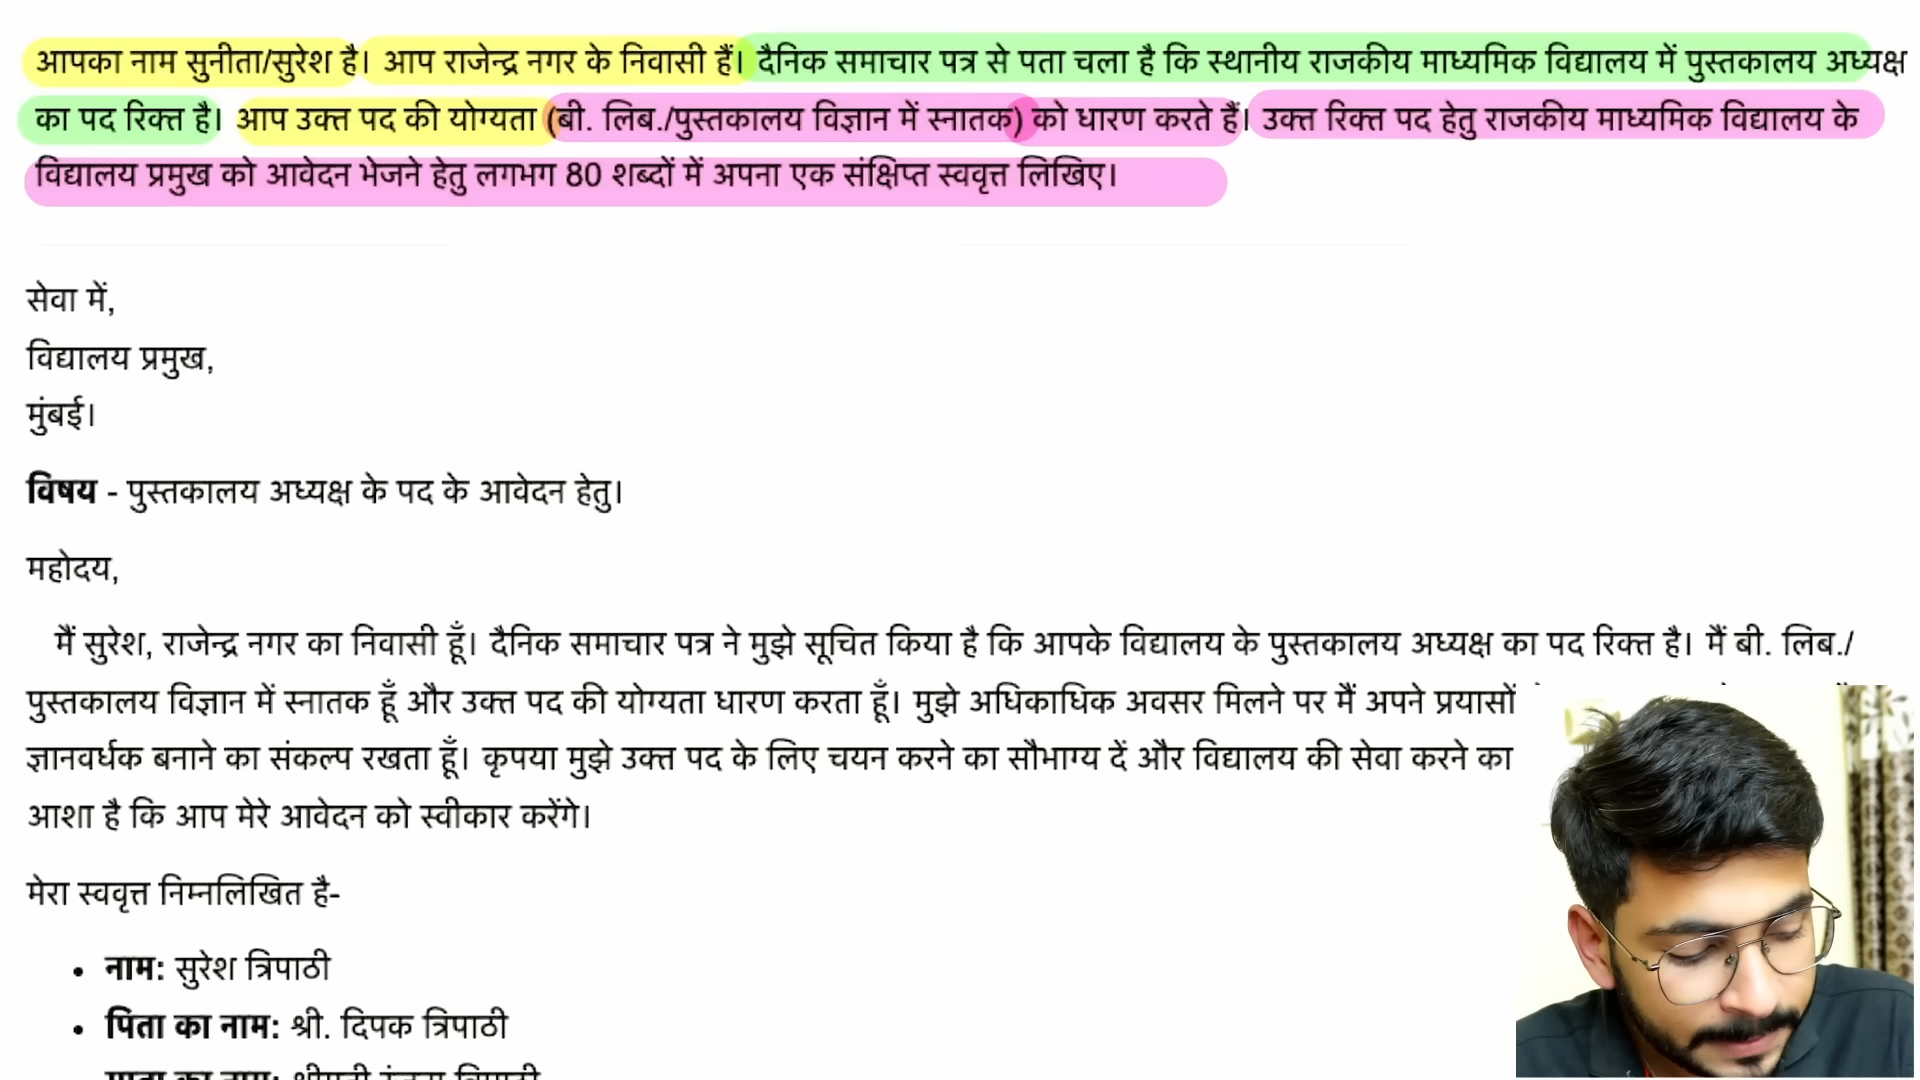 आपका नाम सुनीता/सुरेश है। आप राजेन्द्र नगर के निवासी हैं। दैनिक समाचार पत्र से पता चला है कि स्थानीय राजकीय माध्यमिक विद्यालय में पुस्तकालय अध्यक्ष
का पद रिक्त है। आप उक्त पद की योग्यता (बी. लिब./पुस्तकालय विज्ञान में स्नातक) को धारण करते हैं। उक्त रिक्त पद हेतु राजकीय माध्यमिक विद्यालय के
विद्यालय प्रमुख को आवेदन भेजने हेतु लगभग 80 शब्दों में अपना एक संक्षिप्त स्ववृत्त लिखिए।
सेवा में,
विद्यालय प्रमुख,
मुंबई।
विषय - पुस्तकालय अध्यक्ष के पद के आवेदन हेतु।
महोदय,
मैं सुरेश, राजेन्द्र नगर का निवासी हूँ। दैनिक समाचार पत्र ने मुझे सूचित किया है कि आपके विद्यालय के पुस्तकालय अध्यक्ष का पद रिक्त है। मैं बी. लिब./
पुस्तकालय विज्ञान में स्नातक हूँ और उक्त पद की योग्यता धारण करता हूँ। मुझे अधिकाधिक अवसर मिलने पर मैं अपने प्रयासों
ज्ञानवर्धक बनाने का संकल्प रखता हूँ। कृपया मुझे उक्त पद के लिए चयन करने का सौभाग्य दें और विद्यालय की सेवा करने का
आशा है कि आप मेरे आवेदन को स्वीकार करेंगे।
मेरा स्ववृत्त निम्नलिखित है-
• नाम: सुरेश त्रिपाठी
• पिता का नाम: श्री. दिपक त्रिपाठी